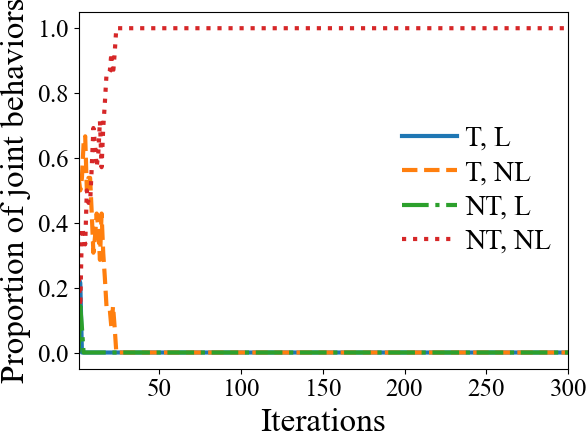 Proportion of joint behaviors
1.0
0.8
0.6
0.4
0.2
0.0
T, L
T, NL
NT, L
NT, NL
50
100
150
200
250
300
Iterations